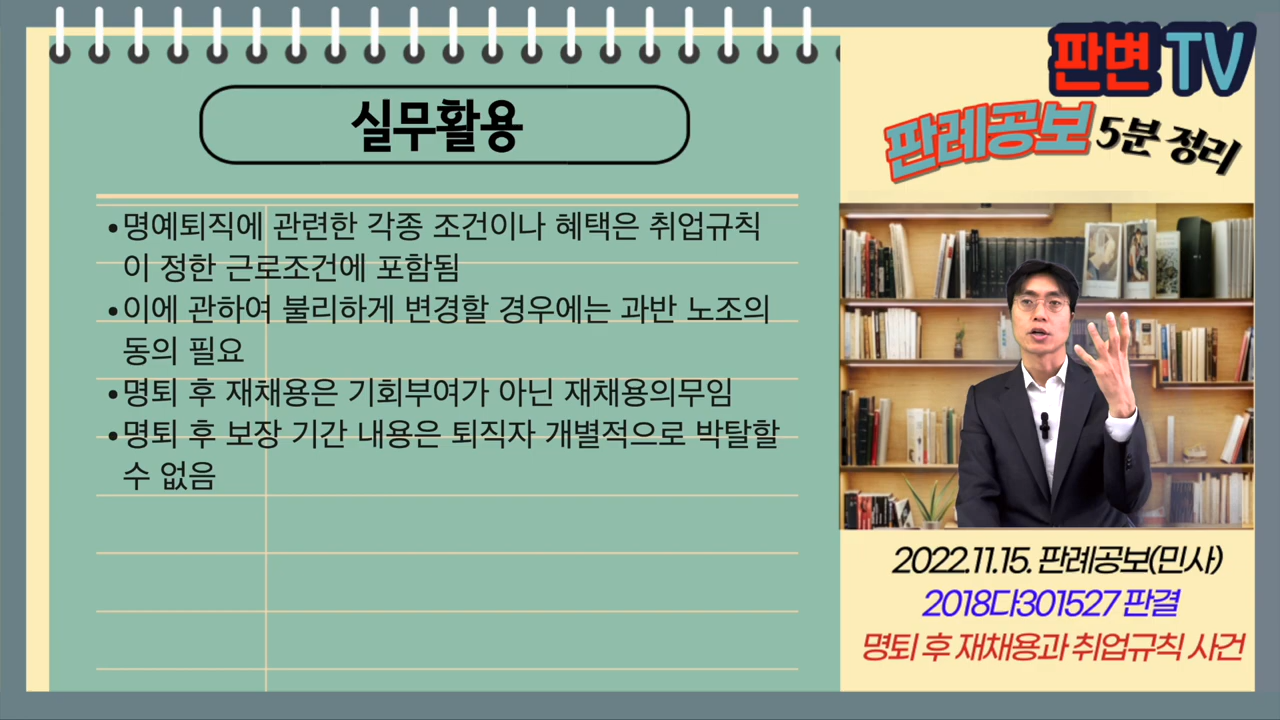 실무활용
•명예퇴직에 관련한 각종 조건이나 혜택은 취업규칙
이 정한 근로조건에 포함됨
•이에 관하여 불리하게 변경할 경우에는 과반 노조의
동의 필요
•명퇴 후 재채용은 기회부여가 아닌 재채용의무임
•명퇴 후 보장 기간 내용은 퇴직자 개별적으로 박탈할
수 없음
판변 TV
판례공보 5분 정리
2022.11.15. 판례공보(민사)
2018다301527 판결
명퇴 후 재채용과 취업규칙 사건